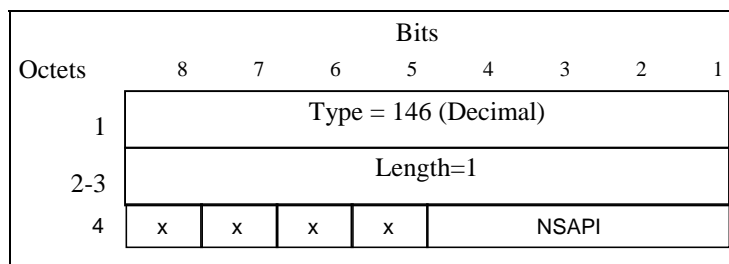 Bits
Octets 8 7 6 5 4 3 2 1
1 Type = 146 (Decimal)
2-3 Length=1
4 x x x x NSAPI